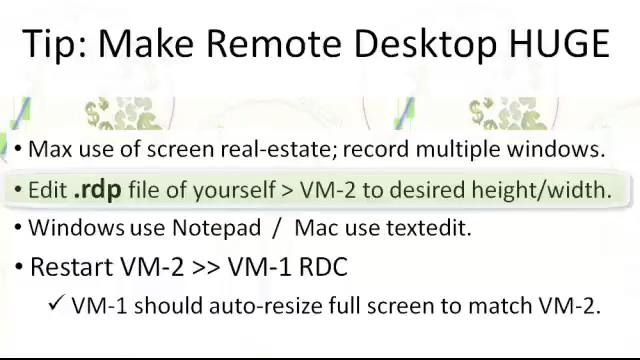 Tip: Make Remote Desktop HUGE
• Max use of screen real-estate; record multiple windows.
• Edit .rdp file of yourself > VM-2 to desired height/width.
• Windows use Notepad / Mac use textedit.
• Restart VM-2 >> VM-1 RDC
✓ VM-1 should auto-resize full screen to match VM-2.